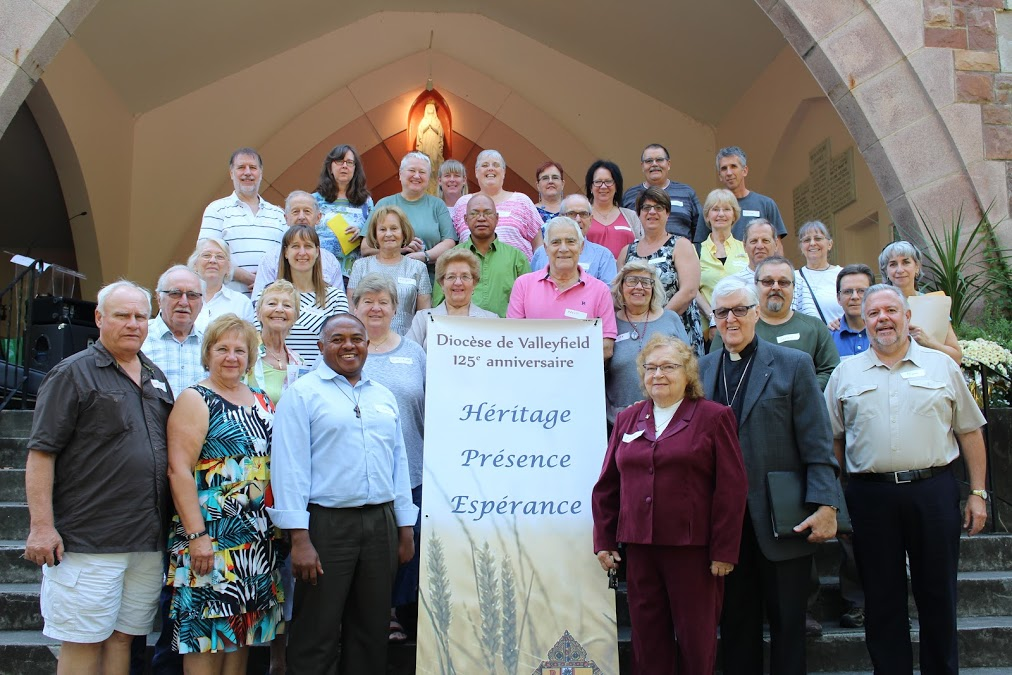 Diocèse de Valleyfield
125e anniversaire
Héritage
Présence
Espérance